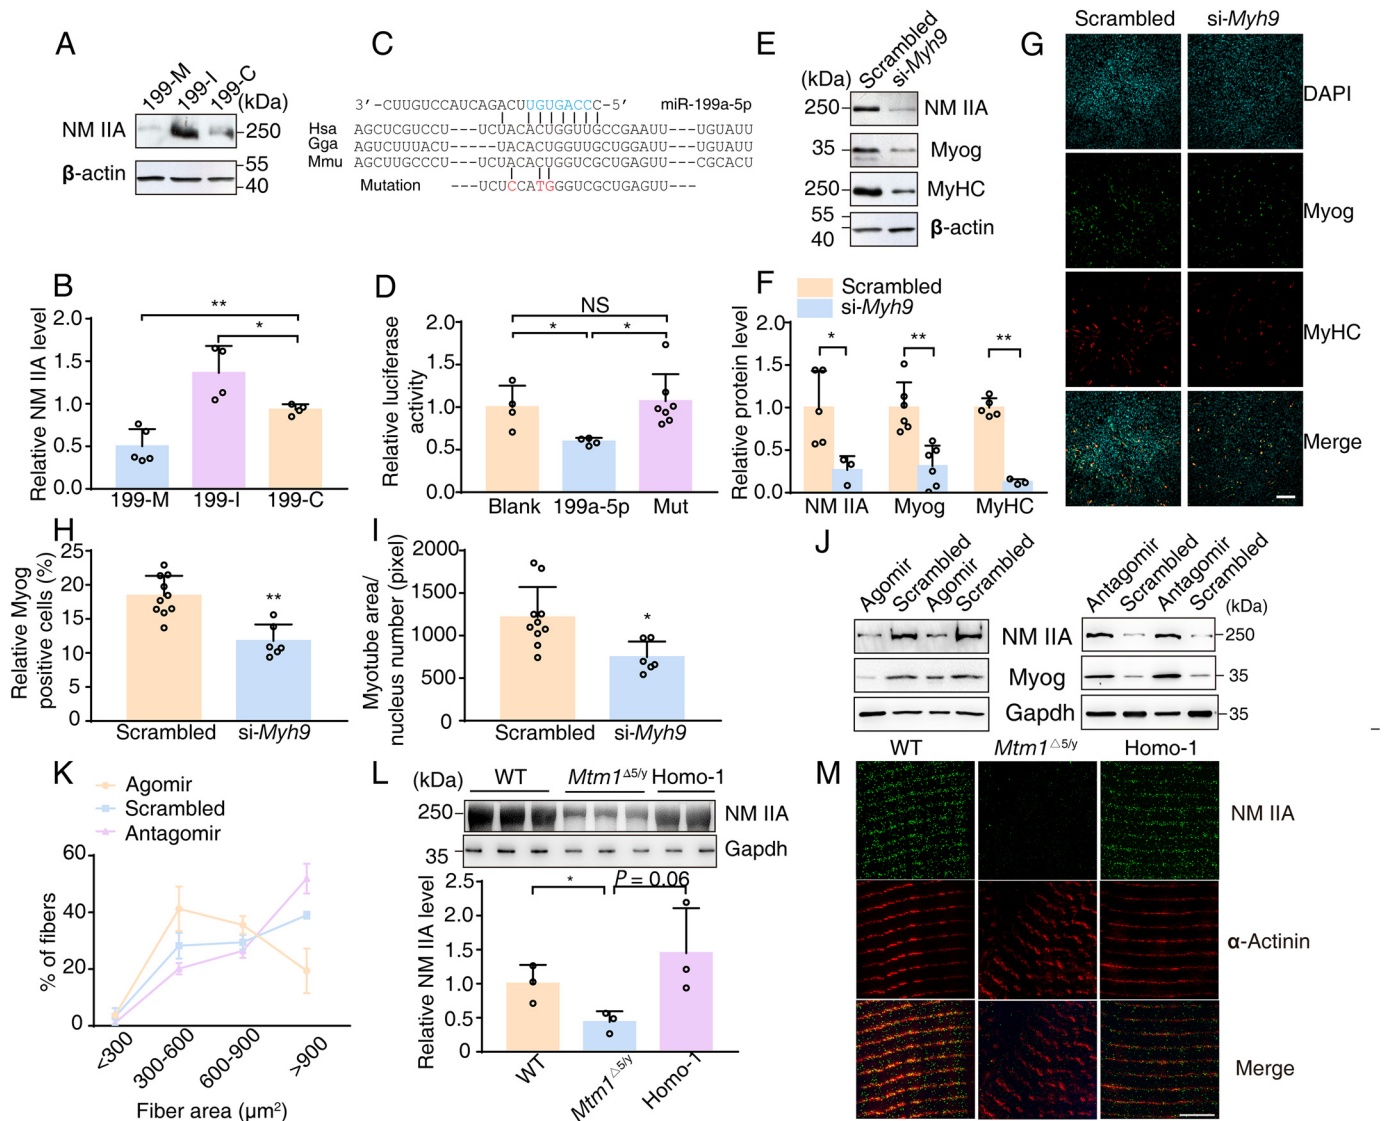 A
199-M
199-I
199-C
(kDa)
NM IIA
250
β-actin
55
40
C
3′-CUUGUCCAUCAGACUUGUGACCC-5′
miR-199a-5p
Hsa
AGCUCGUCCU---UCUACACUGGUUGCCGAAUU---UGUAUU
Gga
AGUCUUUACU---UCUACACUGGUUGCUGGAUU---UGUAUU
Mmu
AGCUUGCCCU---UCUACACUGGUUGCUGAGUU---CGCACU
Mutation
---UCUCCCATGGGUCGCUGAGUU---
E
Scrambled
si-Myh9
(kDa)
250
NM IIA
35
Myog
250
MyHC
55
40
β-actin
G
Scrambled
si-Myh9
DAPI
Myog
MyHC
Merge
B
**
*
Relative NM IIA level
2.0
1.5
1.0
0.5
0.0
199-M
199-I
199-C
D
NS
*
*
Relative luciferase
activity
2.0
1.5
1.0
0.5
0.0
Blank
199a-5p
Mut
F
Scrambled
si-Myh9
Relative protein level
2.0
1.5
1.0
0.5
0.0
*
**
**
NM IIA
Myog
MyHC
H
Relative Myog
positive cells (%)
25
20
15
10
5
0
**
Scrambled
si-Myh9
I
Myotube area/
nucleus number (pixel)
2000
1500
1000
500
0
*
Scrambled
si-Myh9
J
Agomir
Scrambled
Agomir
Scrambled
Antagomir
Scrambled
Antagomir
Scrambled
(kDa)
NM IIA
250
Myog
35
Gapdh
35
K
Agomir
Scrambled
Antagomir
% of fibers
60
40
20
0
<300
300-600
600-900
>900
Fiber area (µm²)
L
(kDa)
WT
Mtm1Δ5/y
Homo-1
250
NM IIA
35
Gapdh
Relative NM IIA level
2.5
2.0
1.5
1.0
0.5
0.0
*
P = 0.06
WT
Mtm1△5/y
Homo-1
M
WT
Mtm1△5/y
Homo-1
NM IIA
α-Actinin
Merge